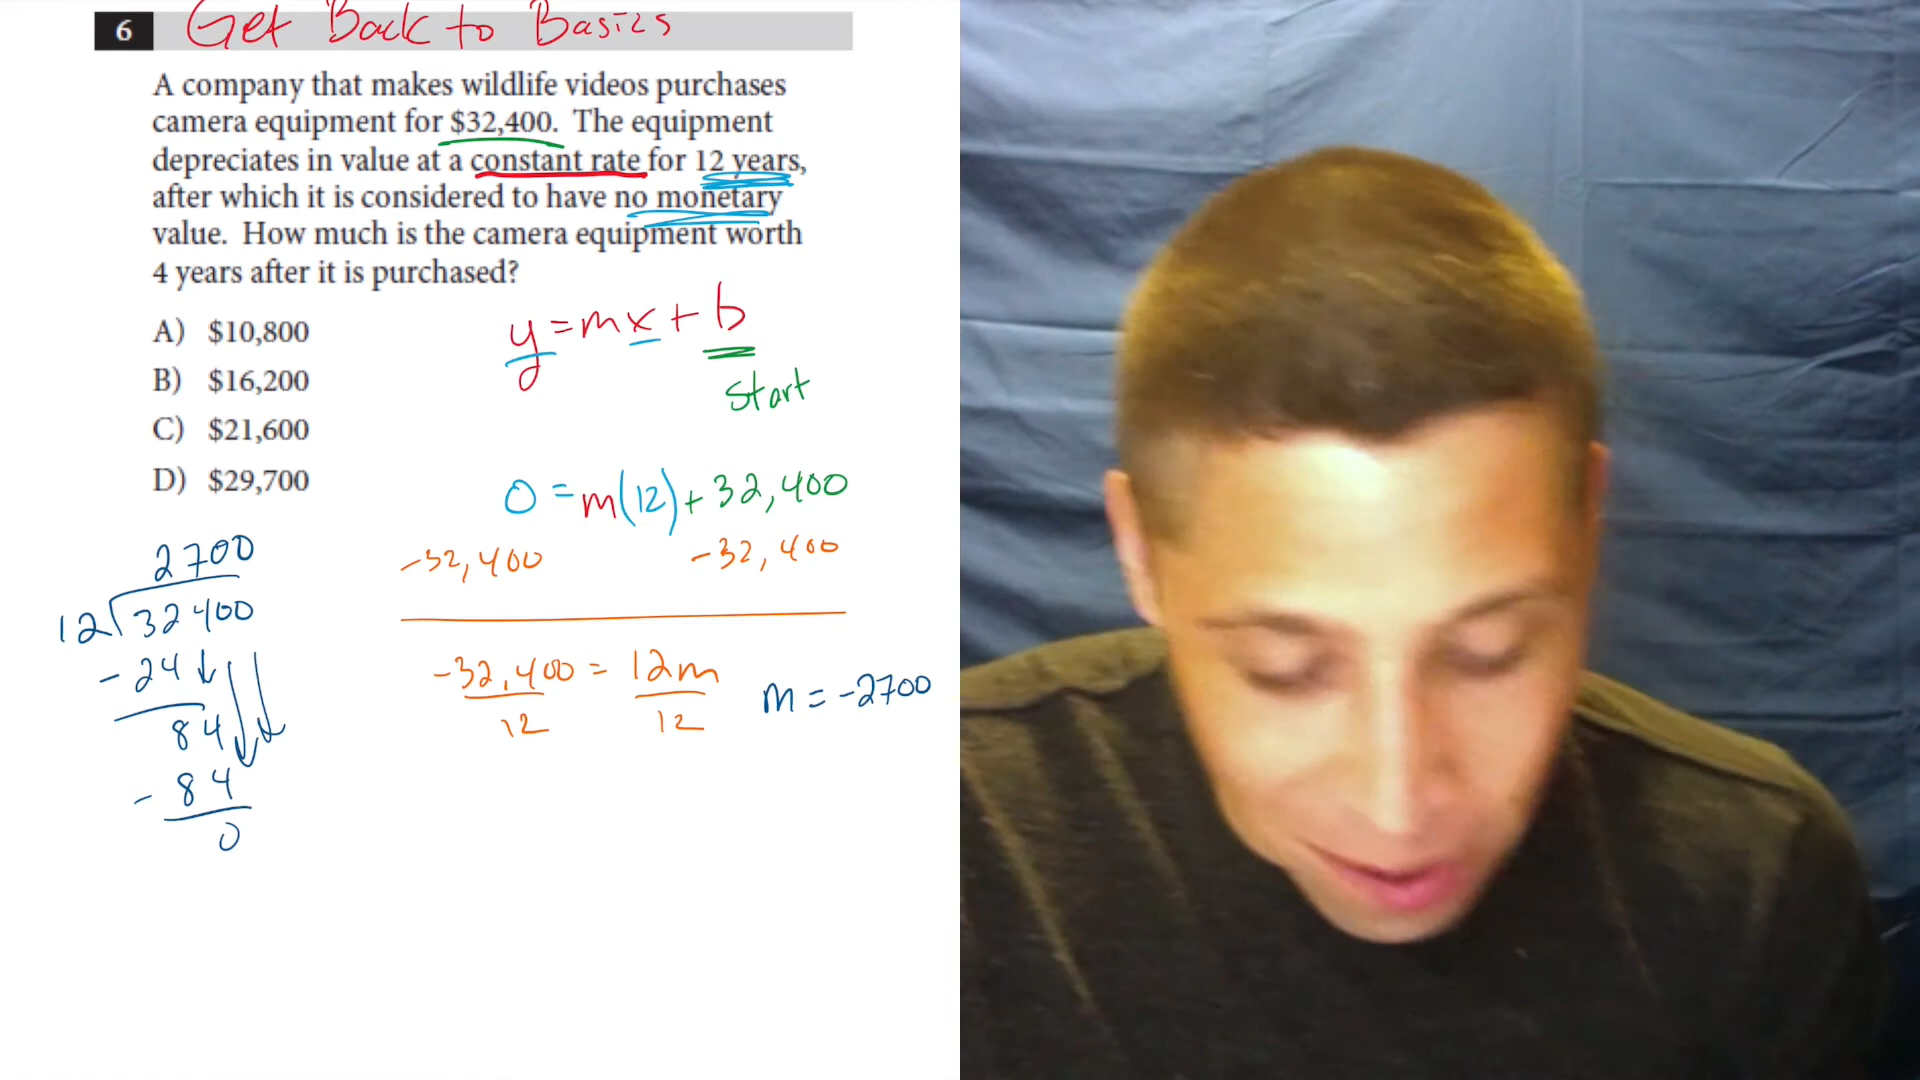 6 Get Back to Basics
A company that makes wildlife videos purchases
camera equipment for $32,400. The equipment
depreciates in value at a constant rate for 12 years,
after which it is considered to have no monetary
value. How much is the camera equipment worth
4 years after it is purchased?
A) $10,800
B) $16,200
C) $21,600
D) $29,700
y = mx + b
start
0 = m(12) + 32,400
-32,400 -32,400
-32,400 = 12m
12 12
m = -2700
2700
12 32400
- 24
84
- 84
0